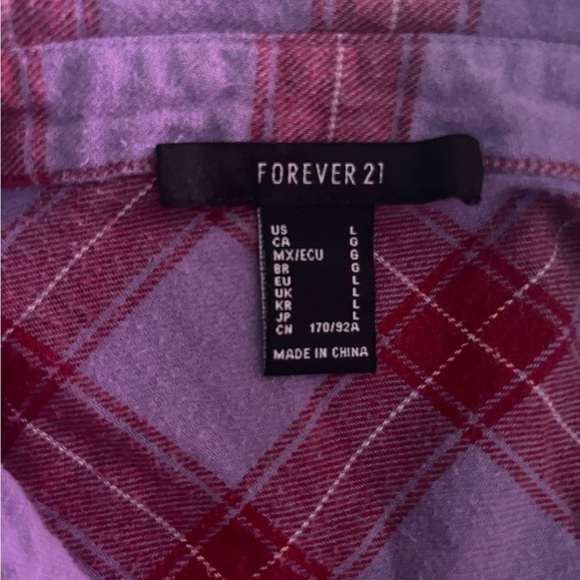 FOREVER 21
US L
CA G
MX/ECU G
BR G
EU L
UK L
KR L
JP L
CN 170/92A
MADE IN CHINA